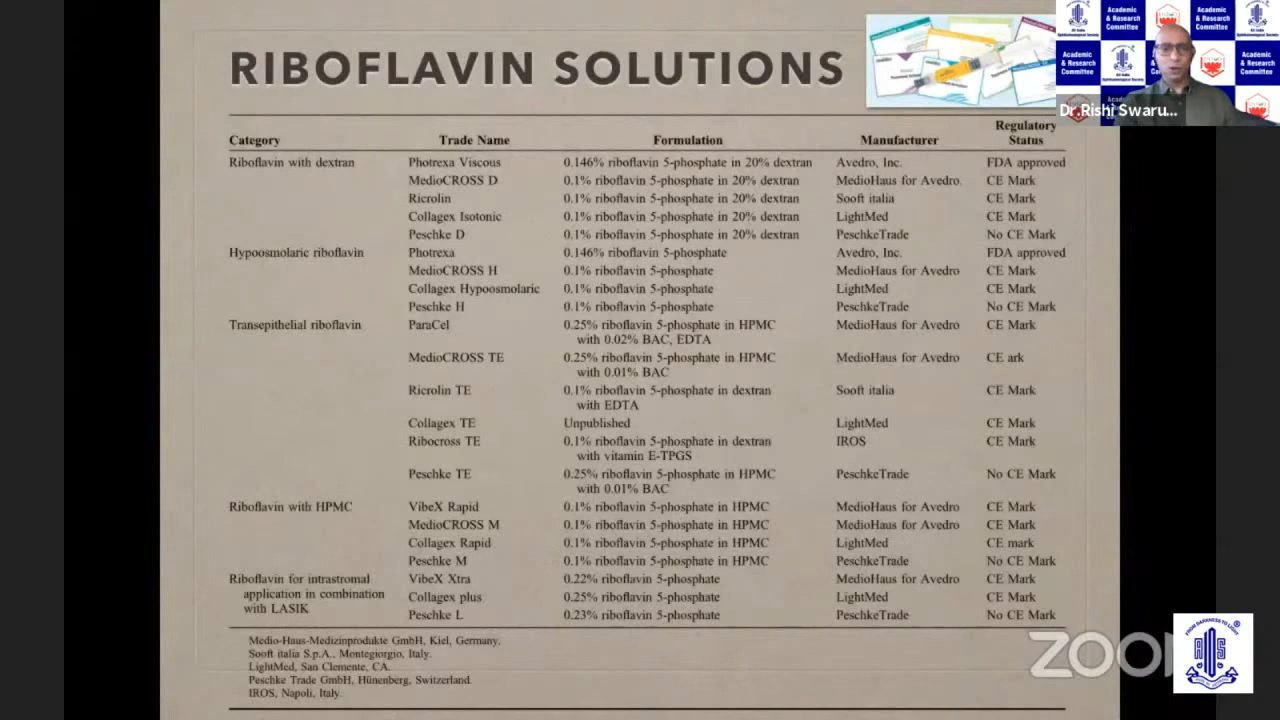 RIBOFLAVIN SOLUTIONS
Academic & Research Committee
Academic & Research Committee
Academic & Research Committee
Academic & Research Committee
Dr.Rishi Swaru...
Category Trade Name Formulation Manufacturer Regulatory Status
Riboflavin with dextran Photrexa Viscous 0.146% riboflavin 5-phosphate in 20% dextran Avedro, Inc. FDA approved
MedioCROSS D 0.1% riboflavin 5-phosphate in 20% dextran MedioHaus for Avedro. CE Mark
Ricrolin 0.1% riboflavin 5-phosphate in 20% dextran Sooft italia CE Mark
Collagex Isotonic 0.1% riboflavin 5-phosphate in 20% dextran LightMed CE Mark
Peschke D 0.1% riboflavin 5-phosphate in 20% dextran PeschkeTrade No CE Mark
Hypoosmolaric riboflavin Photrexa 0.146% riboflavin 5-phosphate Avedro, Inc. FDA approved
MedioCROSS H 0.1% riboflavin 5-phosphate MedioHaus for Avedro CE Mark
Collagex Hypoosmolaric 0.1% riboflavin 5-phosphate LightMed CE Mark
Peschke H 0.1% riboflavin 5-phosphate PeschkeTrade No CE Mark
Transepithelial riboflavin ParaCel 0.25% riboflavin 5-phosphate in HPMC MedioHaus for Avedro CE Mark
with 0.02% BAC, EDTA
MedioCROSS TE 0.25% riboflavin 5-phosphate in HPMC MedioHaus for Avedro CE ark
with 0.01% BAC
Ricrolin TE 0.1% riboflavin 5-phosphate in dextran Sooft italia CE Mark
with EDTA
Collagex TE Unpublished LightMed CE Mark
Ribocross TE 0.1% riboflavin 5-phosphate in dextran IROS CE Mark
with vitamin E-TPGS
Peschke TE 0.25% riboflavin 5-phosphate in HPMC PeschkeTrade No CE Mark
with 0.01% BAC
Riboflavin with HPMC VibeX Rapid 0.1% riboflavin 5-phosphate in HPMC MedioHaus for Avedro CE Mark
MedioCROSS M 0.1% riboflavin 5-phosphate in HPMC MedioHaus for Avedro CE Mark
Collagex Rapid 0.1% riboflavin 5-phosphate in HPMC LightMed CE mark
Peschke M 0.1% riboflavin 5-phosphate in HPMC PeschkeTrade No CE Mark
Riboflavin for intrastromal VibeX Xtra 0.22% riboflavin 5-phosphate MedioHaus for Avedro CE Mark
application in combination Collagex plus 0.25% riboflavin 5-phosphate LightMed CE Mark
with LASIK Peschke L 0.23% riboflavin 5-phosphate PeschkeTrade No CE Mark
Medio-Haus-Medizinprodukte GmbH, Kiel, Germany.
Sooft italia S.p.A., Montegiorgio, Italy.
LightMed, San Clemente, CA.
Peschke Trade GmbH, Hünenberg, Switzerland.
IROS, Napoli, Italy.
ZOO